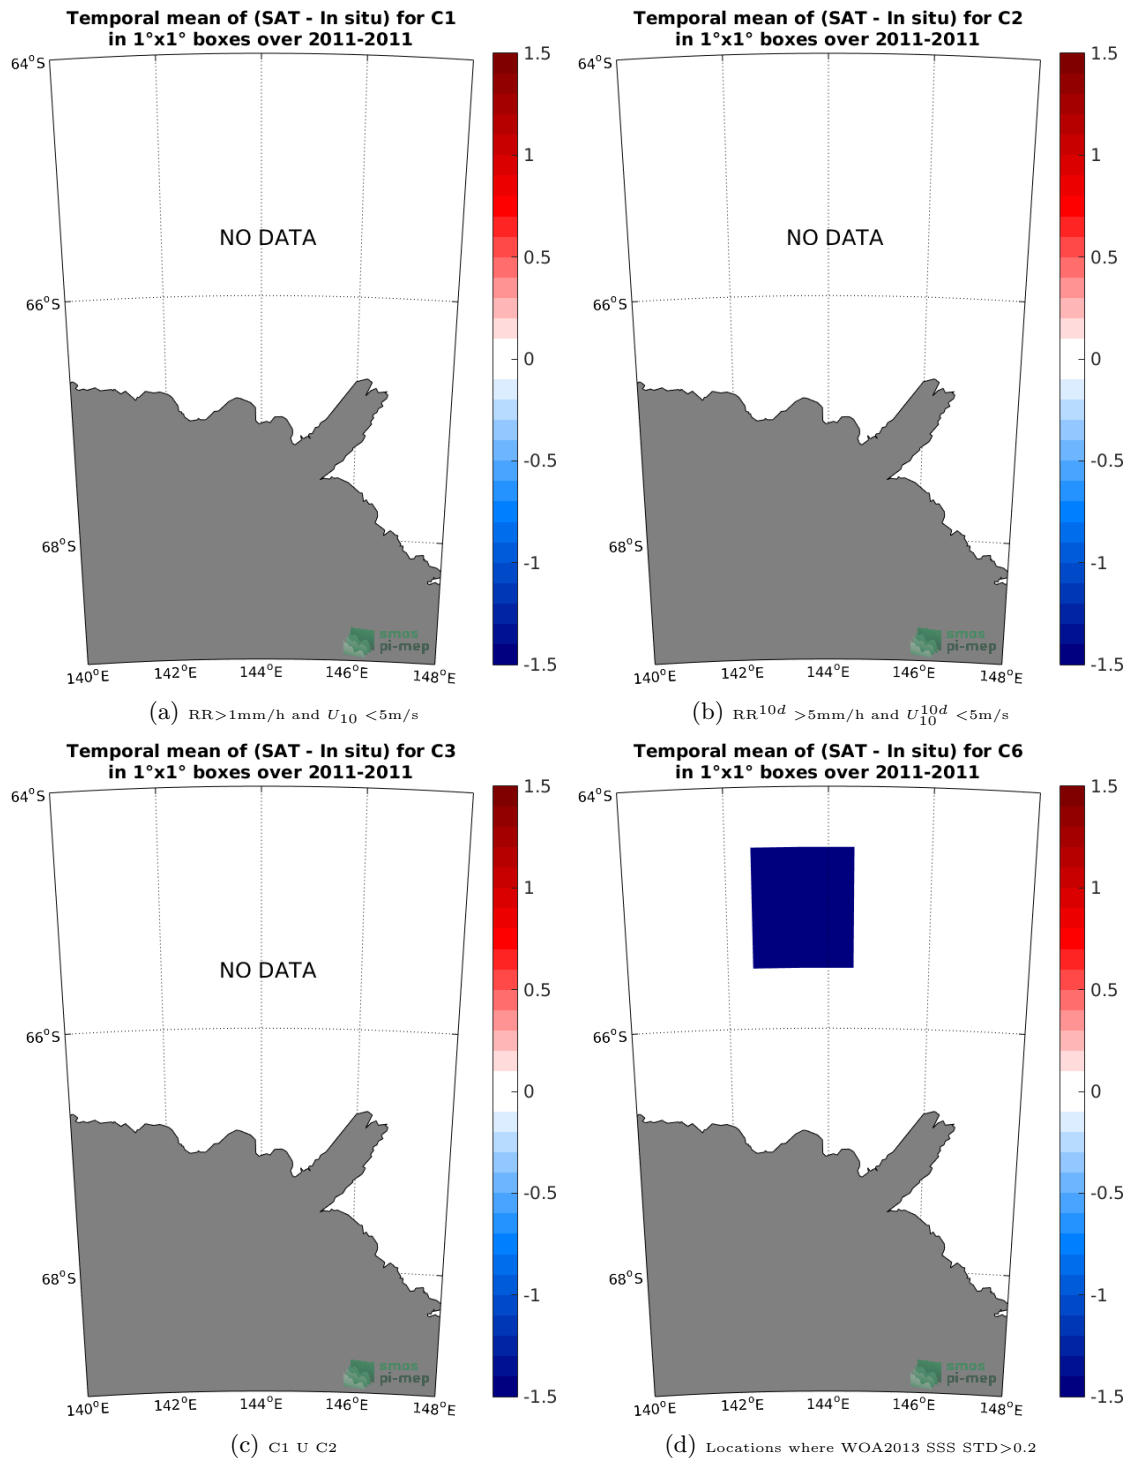 Temporal mean of (SAT - In situ) for C1
in 1°x1° boxes over 2011-2011
64°S
66°S
68°S
140°E
142°E
144°E
146°E
148°E
NO DATA
1.5
1
0.5
0
-0.5
-1
-1.5
smos
pi-mep
(a) RR>1mm/h and U10 <5m/s
Temporal mean of (SAT - In situ) for C2
in 1°x1° boxes over 2011-2011
64°S
66°S
68°S
140°E
142°E
144°E
146°E
148°E
NO DATA
1.5
1
0.5
0
-0.5
-1
-1.5
smos
pi-mep
(b) RR10d >5mm/h and U10d10 <5m/s
Temporal mean of (SAT - In situ) for C3
in 1°x1° boxes over 2011-2011
64°S
66°S
68°S
140°E
142°E
144°E
146°E
148°E
NO DATA
1.5
1
0.5
0
-0.5
-1
-1.5
smos
pi-mep
(c) C1 U C2
Temporal mean of (SAT - In situ) for C6
in 1°x1° boxes over 2011-2011
64°S
66°S
68°S
140°E
142°E
144°E
146°E
148°E
1.5
1
0.5
0
-0.5
-1
-1.5
smos
pi-mep
(d) Locations where WOA2013 SSS STD>0.2